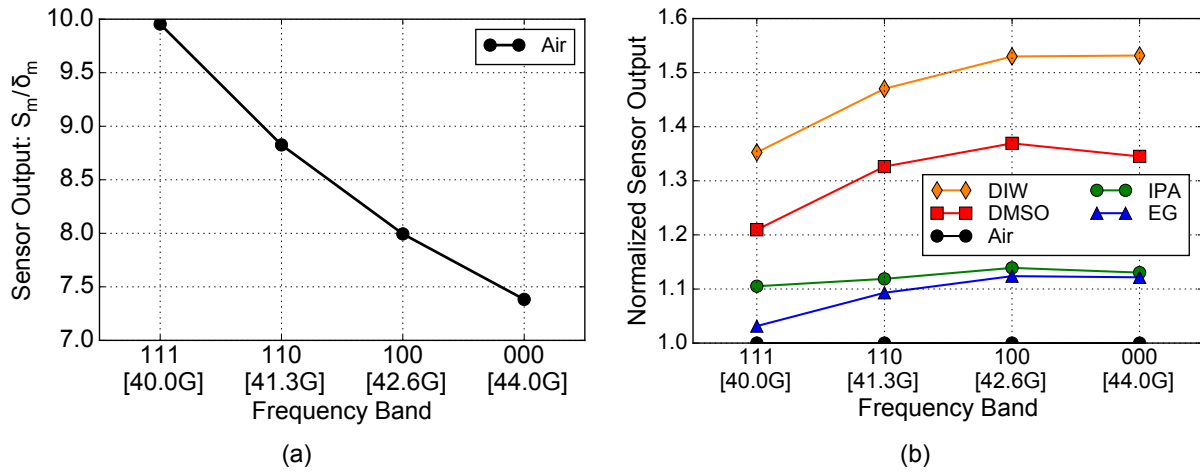 10.0
9.5
9.0
8.5
8.0
7.5
7.0
Sensor Output: S_m/δ_m
Air
111 110 100 000
[40.0G] [41.3G] [42.6G] [44.0G]
Frequency Band
(a)
1.6
1.5
1.4
1.3
1.2
1.1
1.0
Normalized Sensor Output
DIW IPA
DMSO EG
Air
111 110 100 000
[40.0G] [41.3G] [42.6G] [44.0G]
Frequency Band
(b)